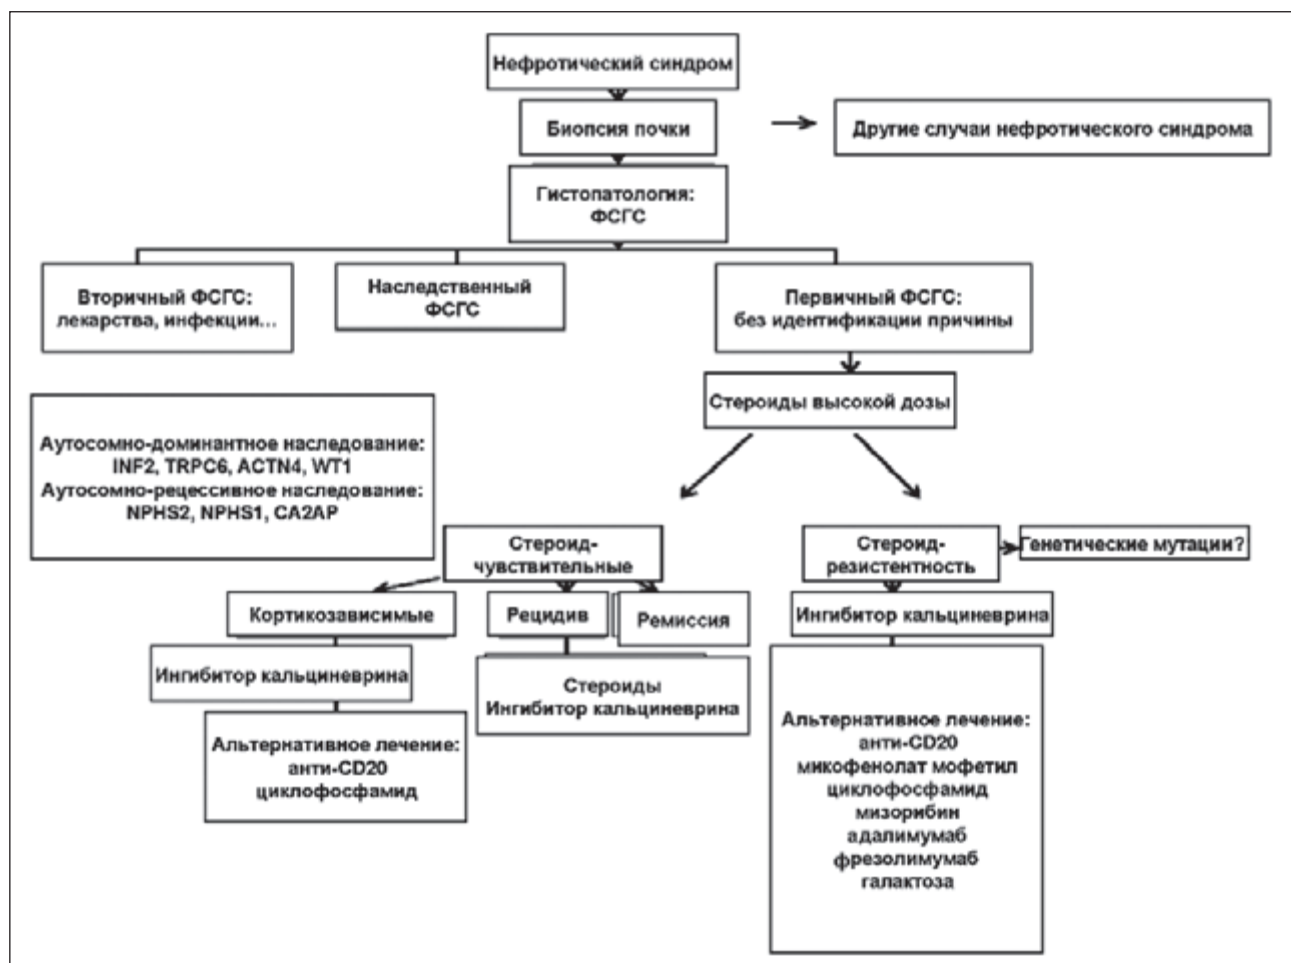 Нефротический синдром
Биопсия почки
Другие случаи нефротического синдрома
Гистопатология:
ФСГС
Вторичный ФСГС:
лекарства, инфекции...
Наследственный
ФСГС
Первичный ФСГС:
без идентификации причины
Стероиды высокой дозы
Аутосомно-доминантное наследование:
INF2, TRPC6, ACTN4, WT1
Аутосомно-рецессивное наследование:
NPHS2, NPHS1, CA2AP
Стероид-
чувствительные
Стероид-
резистентность
Генетические мутации?
Кортикозависимые
Рецидив
Ремиссия
Ингибитор кальциневрина
Ингибитор кальциневрина
Стероиды
Ингибитор кальциневрина
Альтернативное лечение:
анти-CD20
циклофосфамид
Альтернативное лечение:
анти-CD20
микофенолат мофетил
циклофосфамид
мизорибин
адалимумаб
фрезолимумаб
галактоза